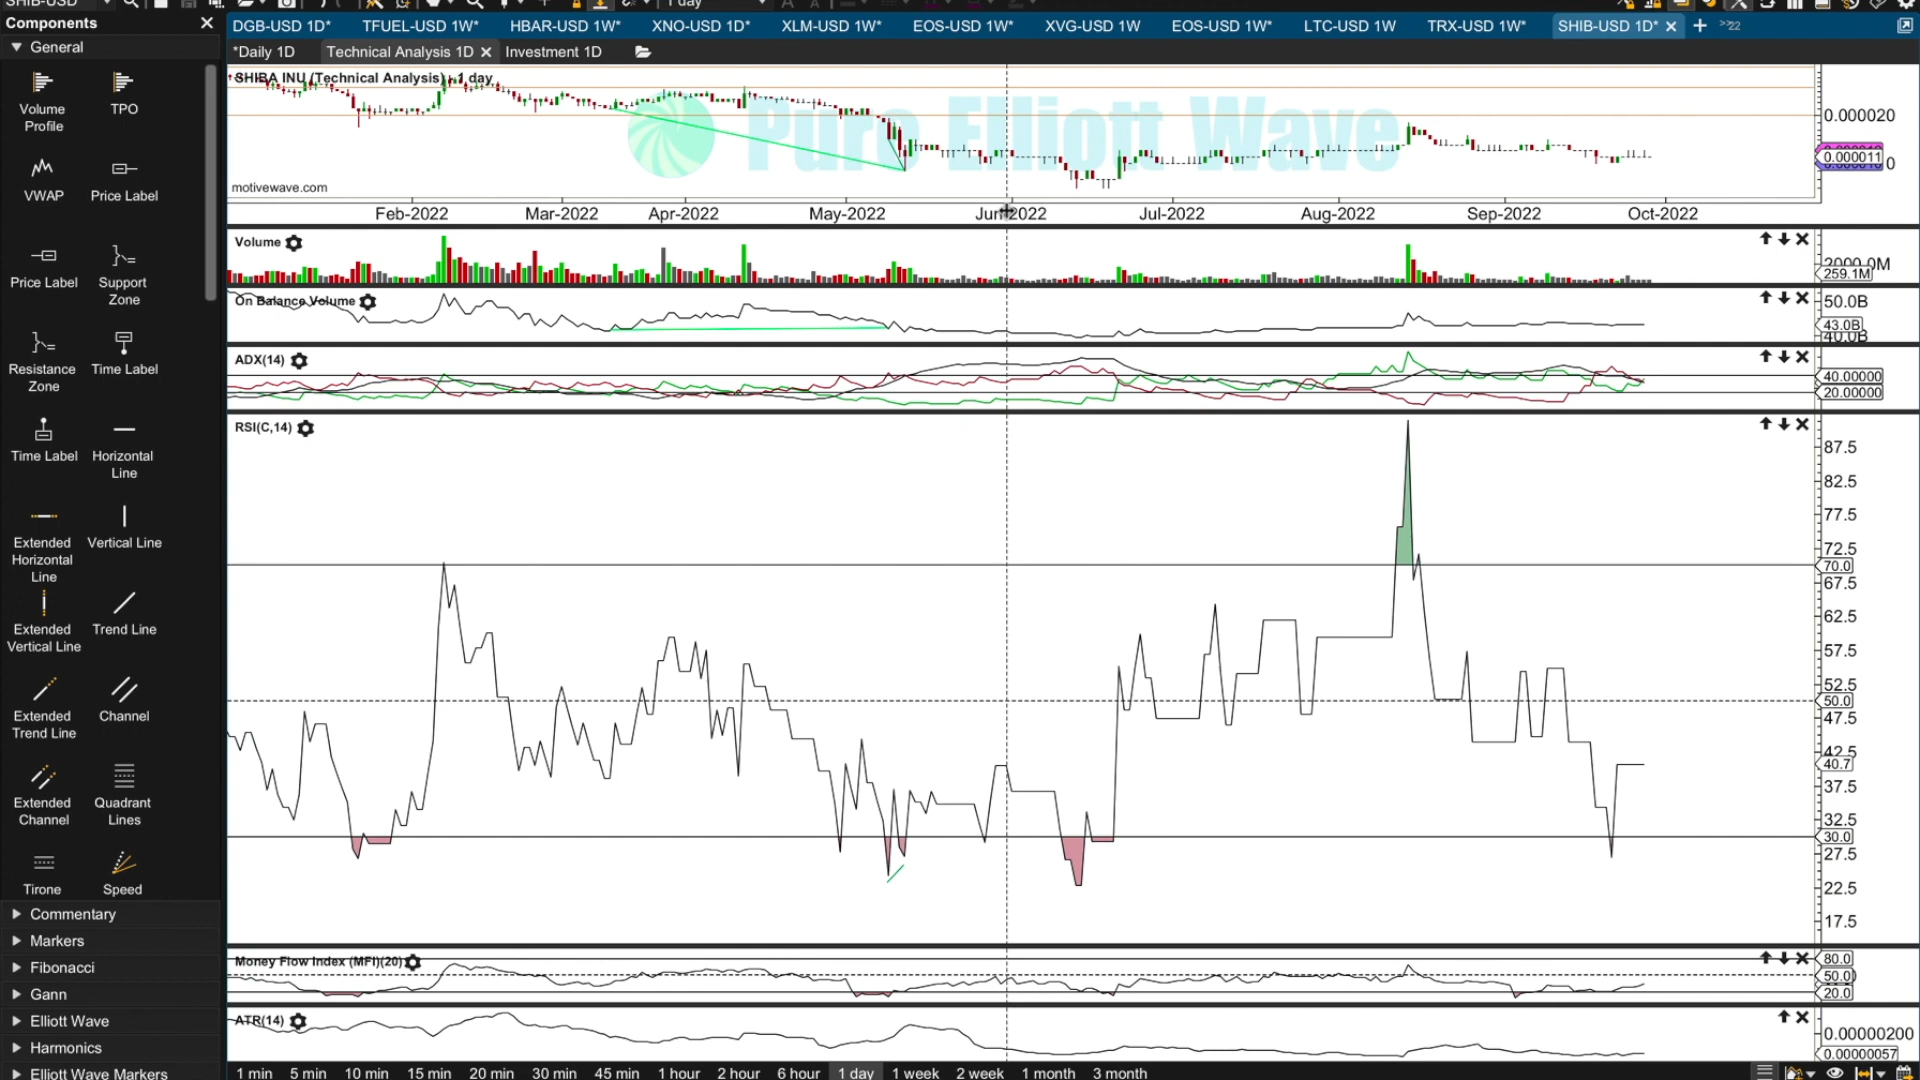 SHIB-USD
1 day
Components
General
Volume Profile
TPO
VWAP
Price Label
Price Label
Support Zone
Resistance Zone
Time Label
Time Label
Horizontal Line
Extended Horizontal Line
Vertical Line
Extended Vertical Line
Trend Line
Extended Trend Line
Channel
Extended Channel
Quadrant Lines
Tirone
Speed
Commentary
Markers
Fibonacci
Gann
Elliott Wave
Harmonics
Elliott Wave Markers
DGB-USD 1D* TFUEL-USD 1W* HBAR-USD 1W* XNO-USD 1D* XLM-USD 1W* EOS-USD 1W* XVG-USD 1W EOS-USD 1W* LTC-USD 1W TRX-USD 1W* SHIB-USD 1D* 22
*Daily 1D Technical Analysis 1D Investment 1D
SHIBA INU (Technical Analysis) - 1 day
Pure Elliott Wave
motivewave.com
0.000020
0.000011
Feb-2022 Mar-2022 Apr-2022 May-2022 Jun-2022 Jul-2022 Aug-2022 Sep-2022 Oct-2022
Volume
2000.0M
259.1M
On Balance Volume
50.0B
43.0B
40.0B
ADX(14)
40.00000
20.00000
RSI(C,14)
87.5
82.5
77.5
72.5
70.0
67.5
62.5
57.5
52.5
50.0
47.5
42.5
40.7
37.5
32.5
30.0
27.5
22.5
17.5
Money Flow Index (MFI)(20)
80.0
50.0
20.0
ATR(14)
0.00000200
0.00000057
1 min 5 min 10 min 15 min 20 min 30 min 45 min 1 hour 2 hour 6 hour 1 day 1 week 2 week 1 month 3 month